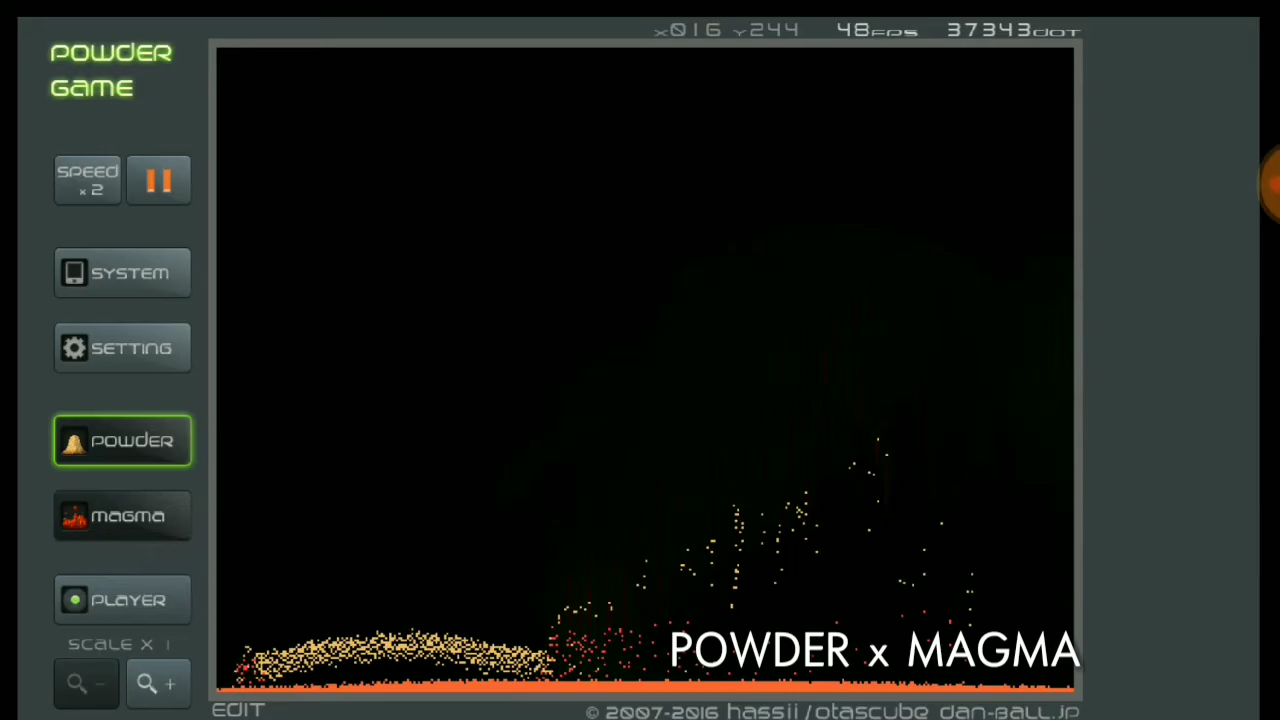 x016 y244 48FPS 37343DOT
POWDER
GAME
SPEED
x 2
SYSTEM
SETTING
POWDER
MAGMA
PLAYER
SCALE x 1
POWDER x MAGMA
EDIT
© 2007-2016 hassii/otascube dan-ball.jp